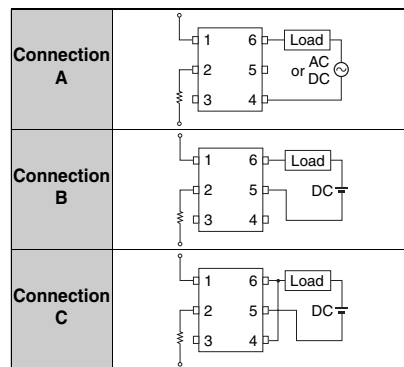 Connection
A
1 6 Load
2 5 or AC
DC
3 4
Connection
B
1 6 Load
2 5 DC
3 4
Connection
C
1 6 Load
2 5 DC
3 4